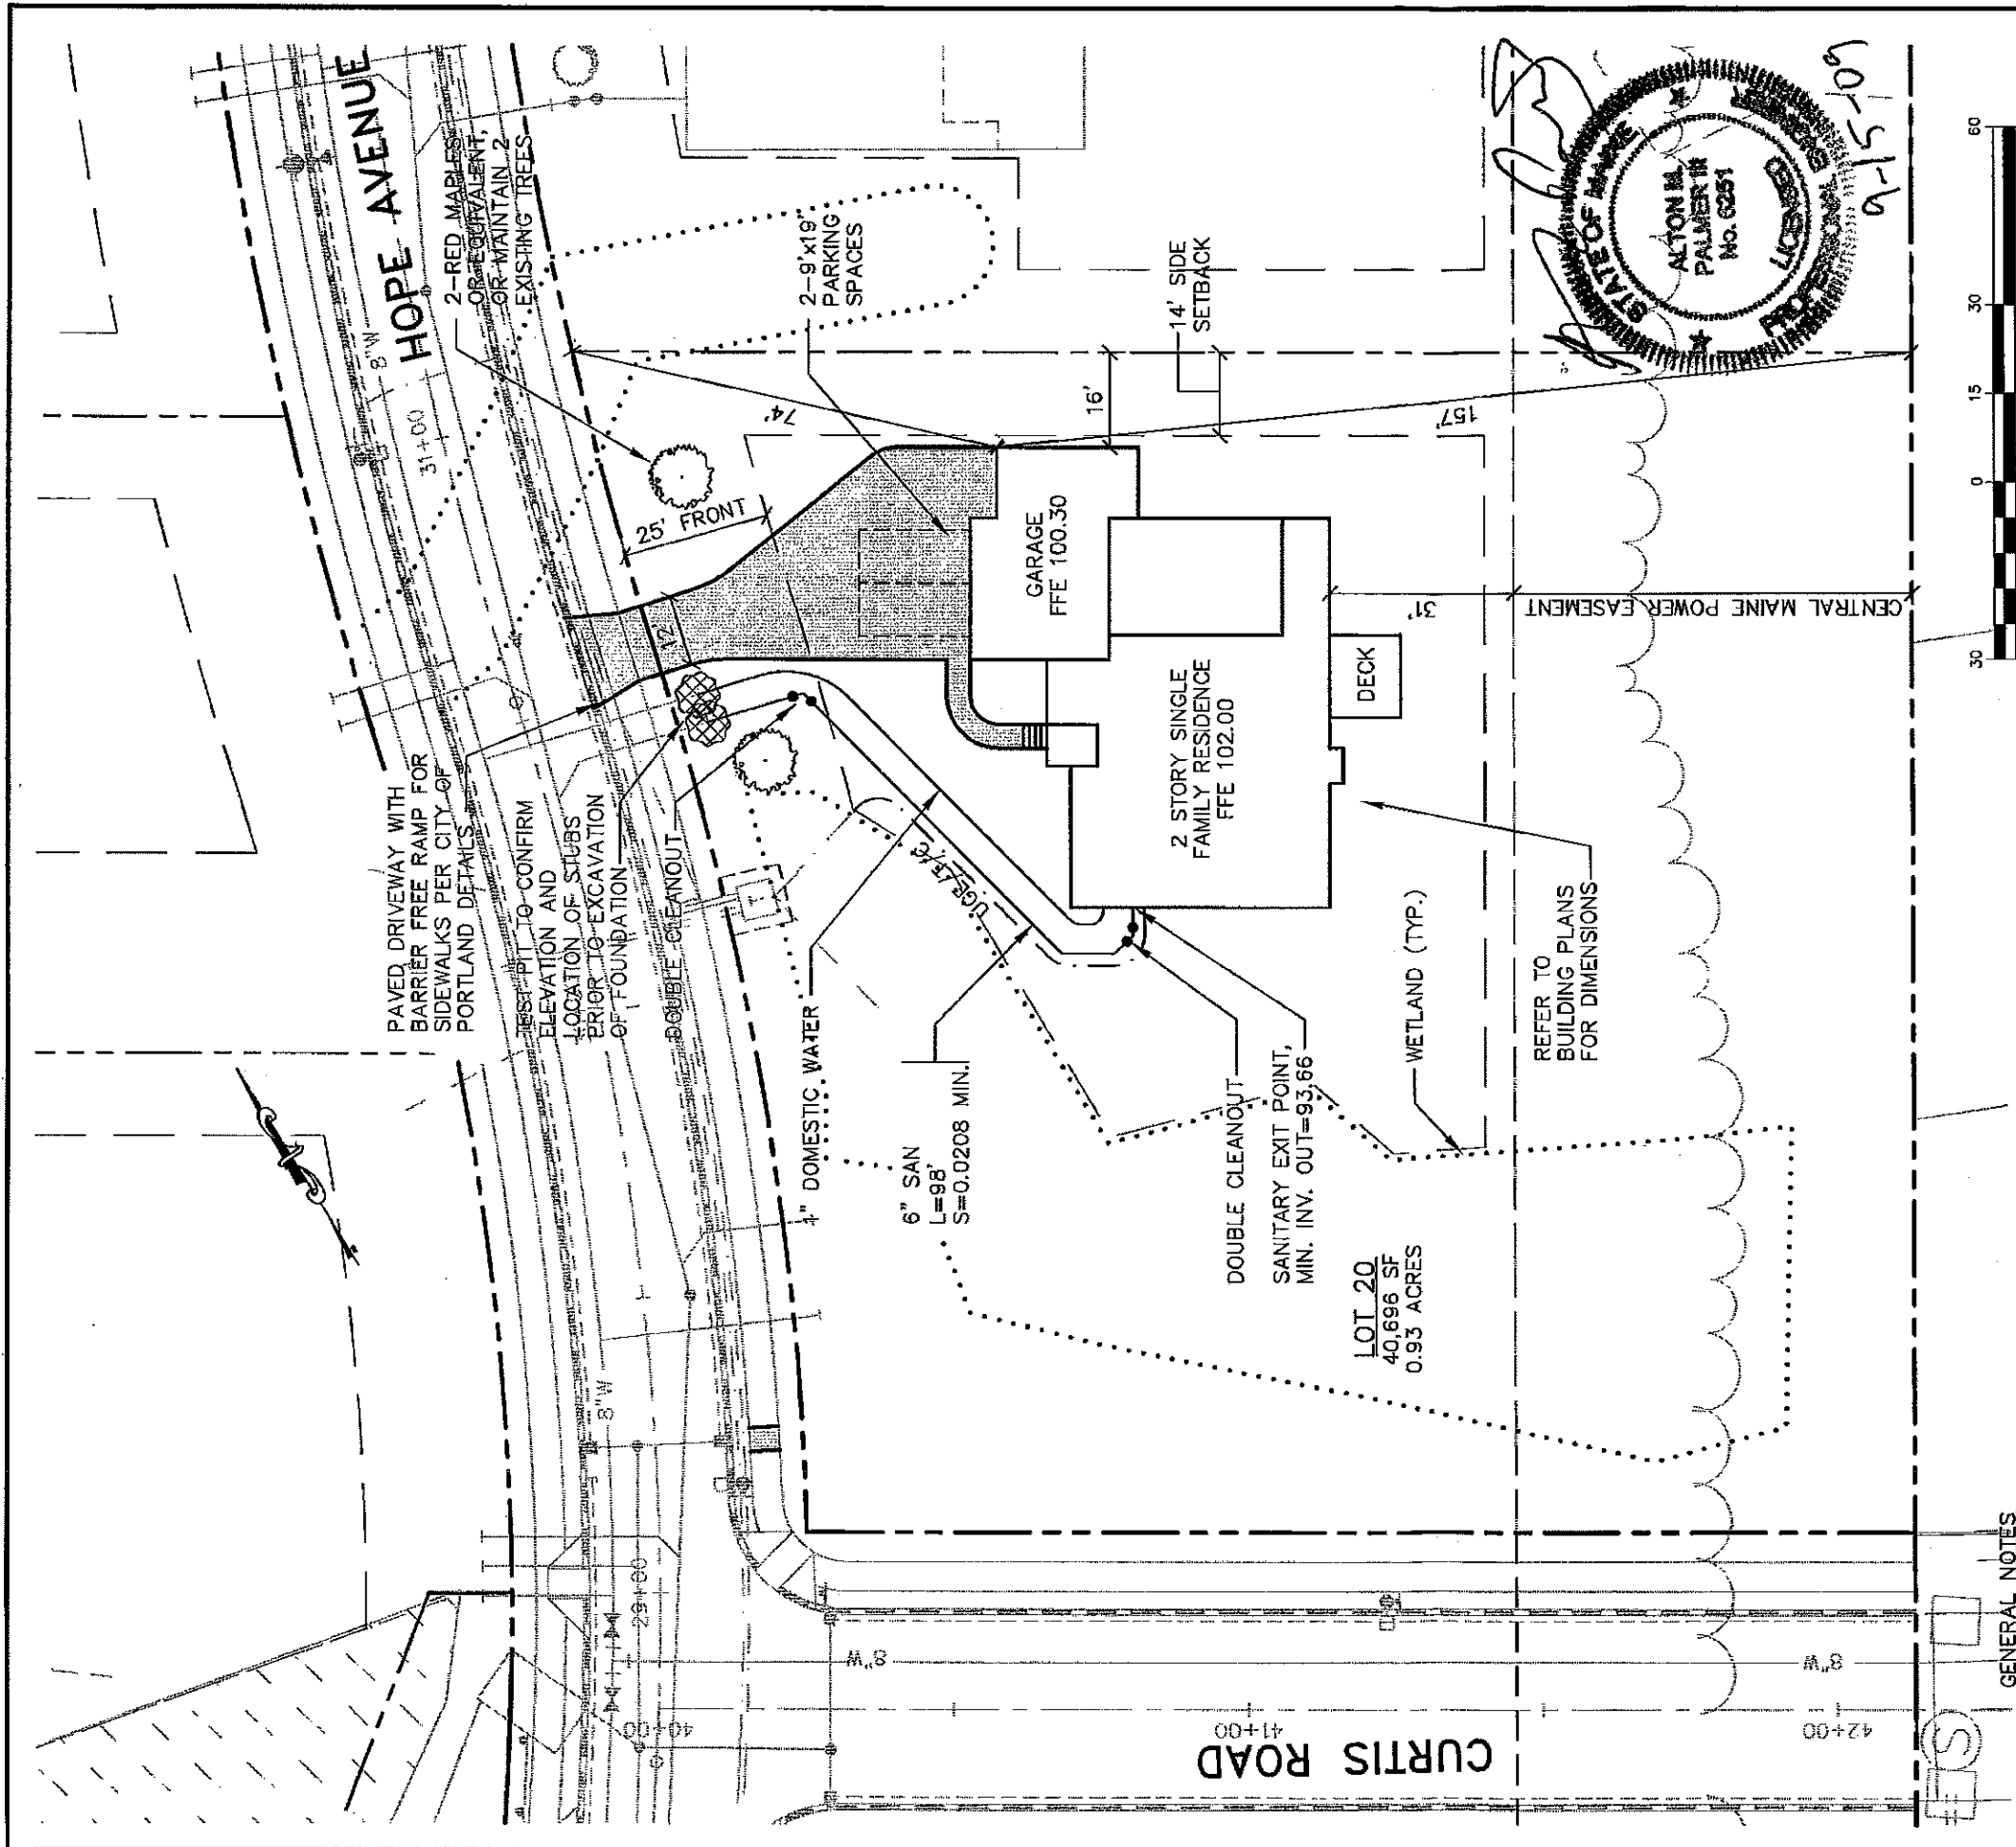 HOPE AVENUE
8"W
31+00
2-RED MAPLES
OR EQUIVALENT,
OR MAINTAIN 2
EXISTING TREES
2-9'x19'
PARKING
SPACES
14' SIDE
SETBACK
16'
74'
157'
25' FRONT
12'
PAVED DRIVEWAY WITH
BARRIER FREE RAMP FOR
SIDEWALKS PER CITY OF
PORTLAND DETAILS
TEST PIT TO CONFIRM
ELEVATION AND
LOCATION OF STUBS
PRIOR TO EXCAVATION
OF FOUNDATION
DOUBLE CLEANOUT
GARAGE
FFE 100.30
2 STORY SINGLE
FAMILY RESIDENCE
FFE 102.00
DECK
31'
CENTRAL MAINE POWER EASEMENT
UGE/T/C
1" DOMESTIC WATER
6" SAN
L=98'
S=0.0208 MIN.
DOUBLE CLEANOUT
SANITARY EXIT POINT,
MIN. INV. OUT=93.66
WETLAND (TYP.)
REFER TO
BUILDING PLANS
FOR DIMENSIONS
LOT 20
40,696 SF
0.93 ACRES
8"W
29+00
40+00
8"W
41+00
8"W
42+00
CURTIS ROAD
STATE OF MAINE
ALTON M.
PALMER III
No. 6251
LICENSED
PROFESSIONAL
9-15-09
30
0
15
30
60
S
GENERAL NOTES